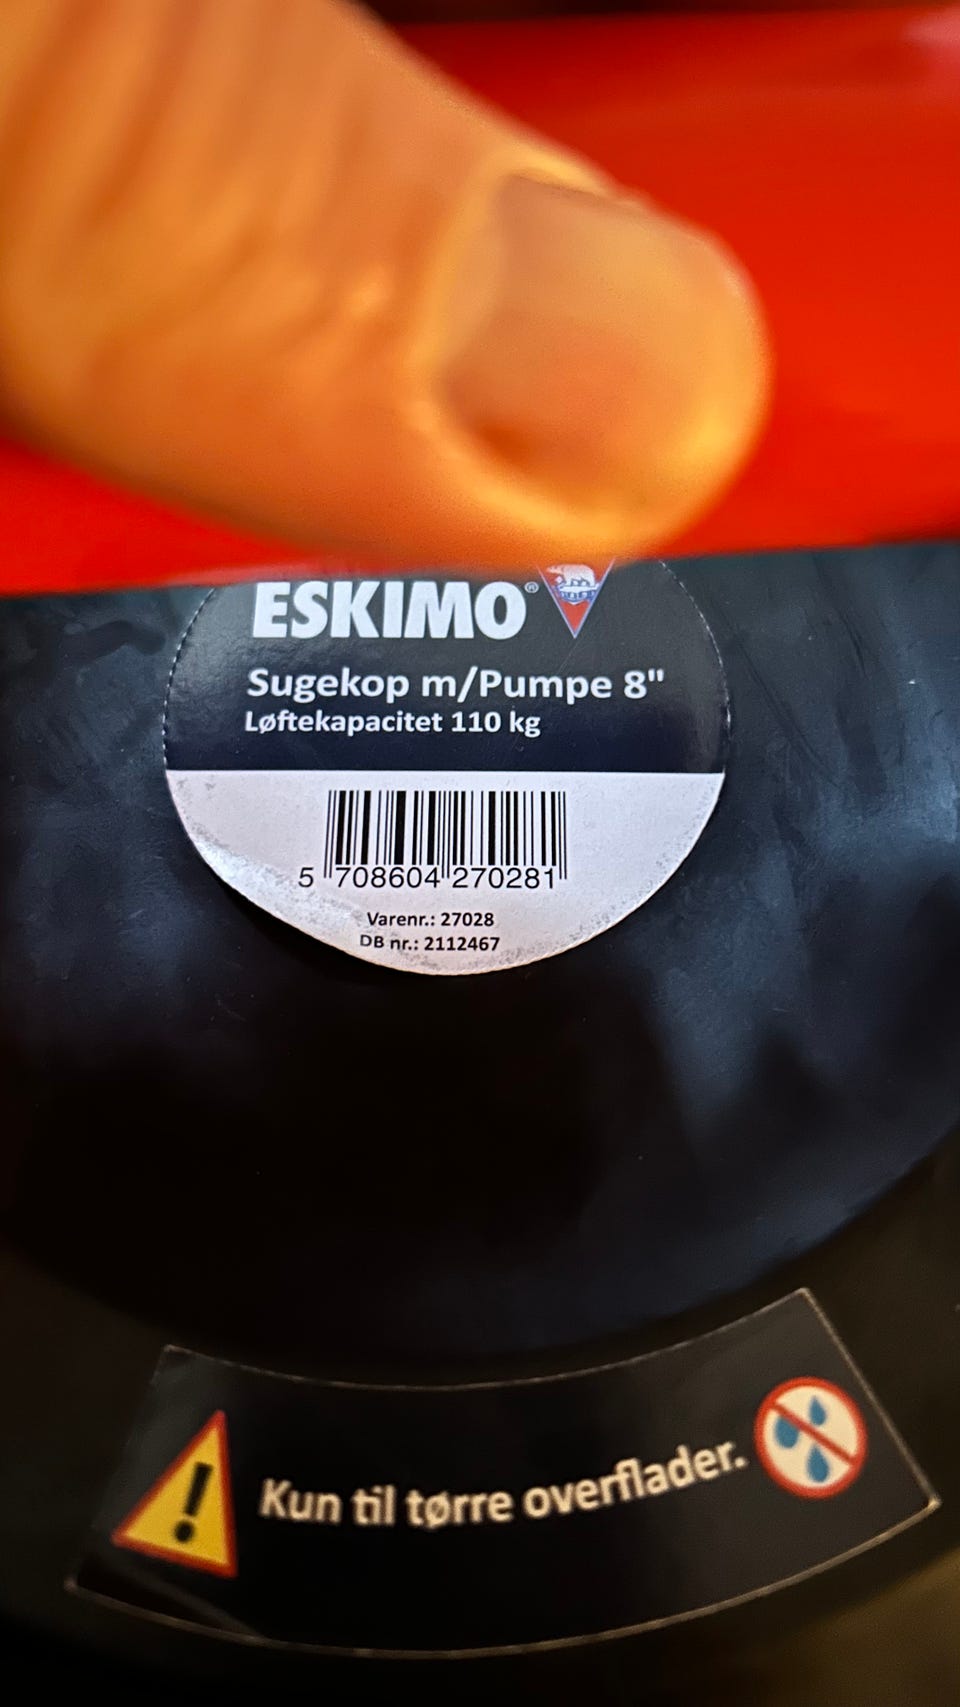 ESKIMO®
Sugekop m/Pumpe 8"
Løftekapacitet 110 kg
5 708604 270281
Varenr.: 27028
DB nr.: 2112467
Kun til tørre overflader.